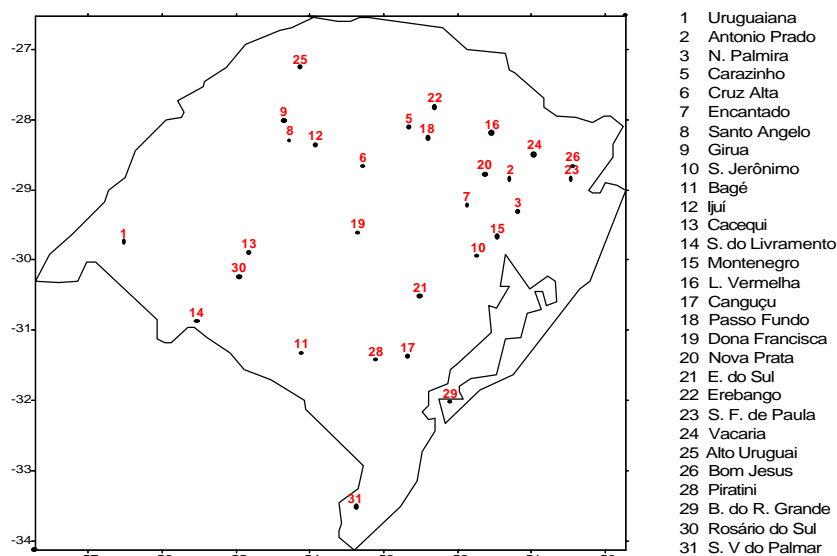 -27
-28
-29
-30
-31
-32
-33
-34
25
22
9
5
16
8
12
18
24
6
20
2
26
23
7
3
19
15
1
13
10
30
21
14
11
28
17
29
31
1 Uruguaiana
2 Antonio Prado
3 N. Palmira
5 Carazinho
6 Cruz Alta
7 Encantado
8 Santo Angelo
9 Girua
10 S. Jerônimo
11 Bagé
12 Ijuí
13 Cacequi
14 S. do Livramento
15 Montenegro
16 L. Vermelha
17 Canguçu
18 Passo Fundo
19 Dona Francisca
20 Nova Prata
21 E. do Sul
22 Erebango
23 S. F. de Paula
24 Vacaria
25 Alto Uruguai
26 Bom Jesus
28 Piratini
29 B. do R. Grande
30 Rosário do Sul
31 S. V do Palmar